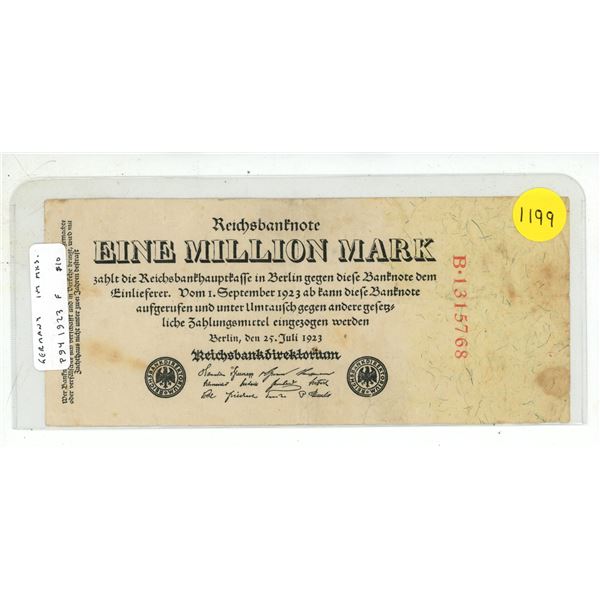 1199
Reichsbanknote
EINE MILLION MARK
zahlt die Reichsbankhauptkasse in Berlin gegen diese Banknote dem
Einlieferer. Vom 1. September 1923 ab kann diese Banknote
aufgerufen und unter Umtausch gegen andere gesetz-
liche Zahlungsmittel eingezogen werden
Berlin, den 25. Juli 1923
Reichsbankdirektorium
B·1315768
GERMANY 1M MKS.
P94 1923 F $10